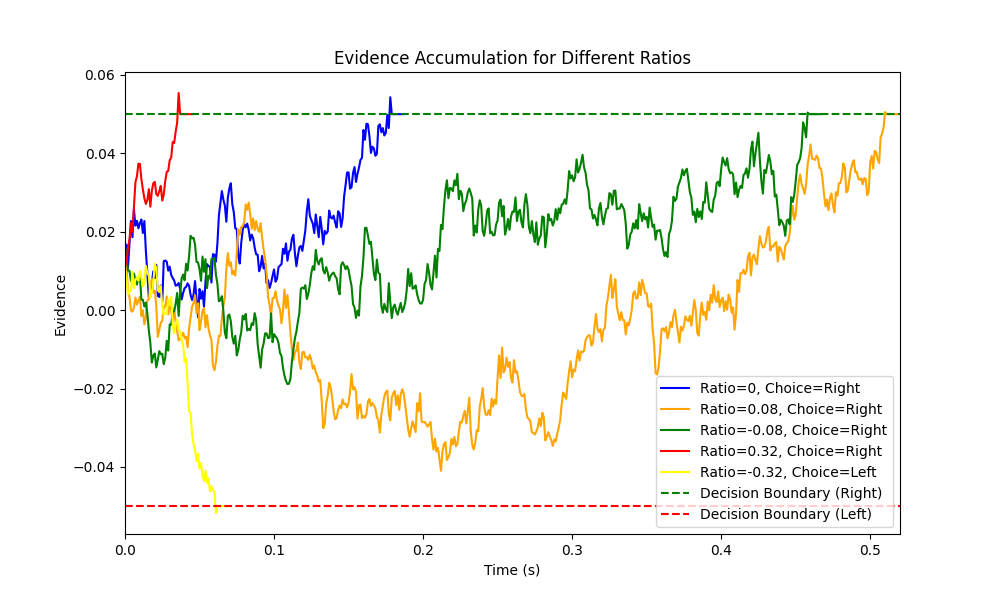 Evidence Accumulation for Different Ratios
0.06
0.04
0.02
0.00
−0.02
−0.04
Evidence
0.0
0.1
0.2
0.3
0.4
0.5
Time (s)
Ratio=0, Choice=Right
Ratio=0.08, Choice=Right
Ratio=-0.08, Choice=Right
Ratio=0.32, Choice=Right
Ratio=-0.32, Choice=Left
Decision Boundary (Right)
Decision Boundary (Left)